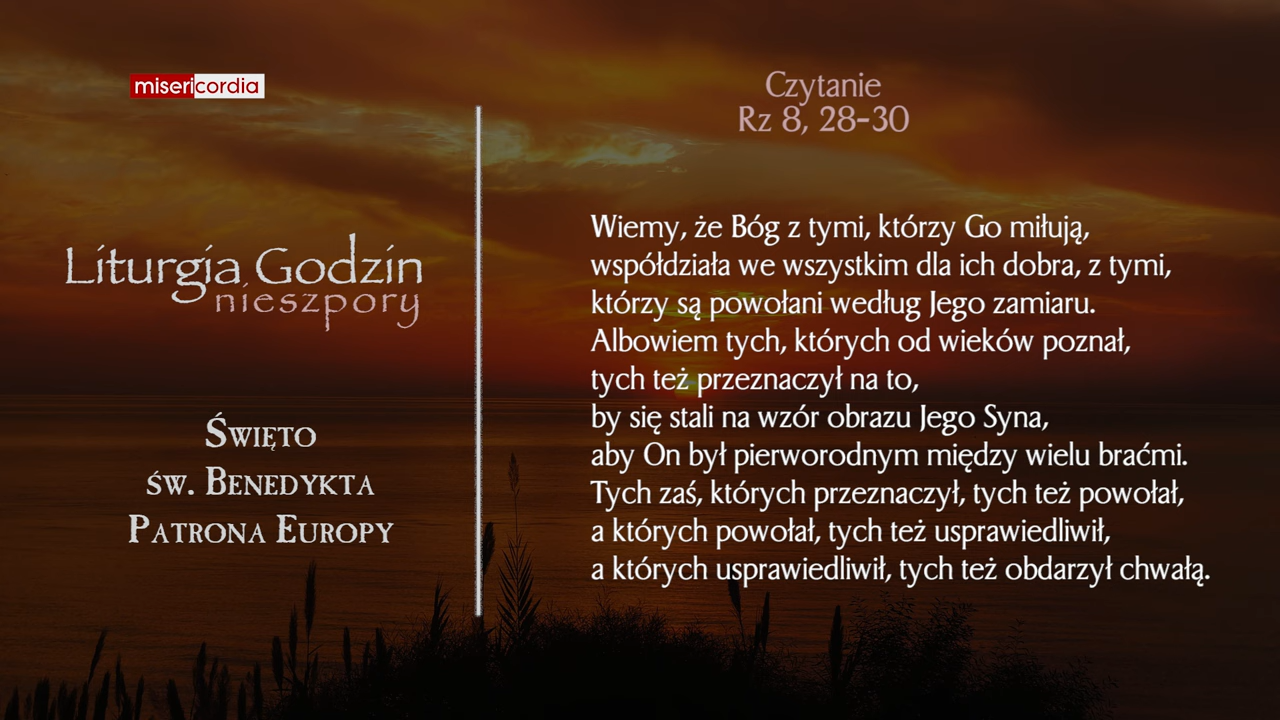 misericordia
Liturgia Godzin
nieszpory
Święto
św. Benedykta
Patrona Europy
Czytanie
Rz 8, 28-30
Wiemy, że Bóg z tymi, którzy Go miłują,
współdziała we wszystkim dla ich dobra, z tymi,
którzy są powołani według Jego zamiaru.
Albowiem tych, których od wieków poznał,
tych też przeznaczył na to,
by się stali na wzór obrazu Jego Syna,
aby On był pierworodnym między wielu braćmi.
Tych zaś, których przeznaczył, tych też powołał,
a których powołał, tych też usprawiedliwił,
a których usprawiedliwił, tych też obdarzył chwałą.